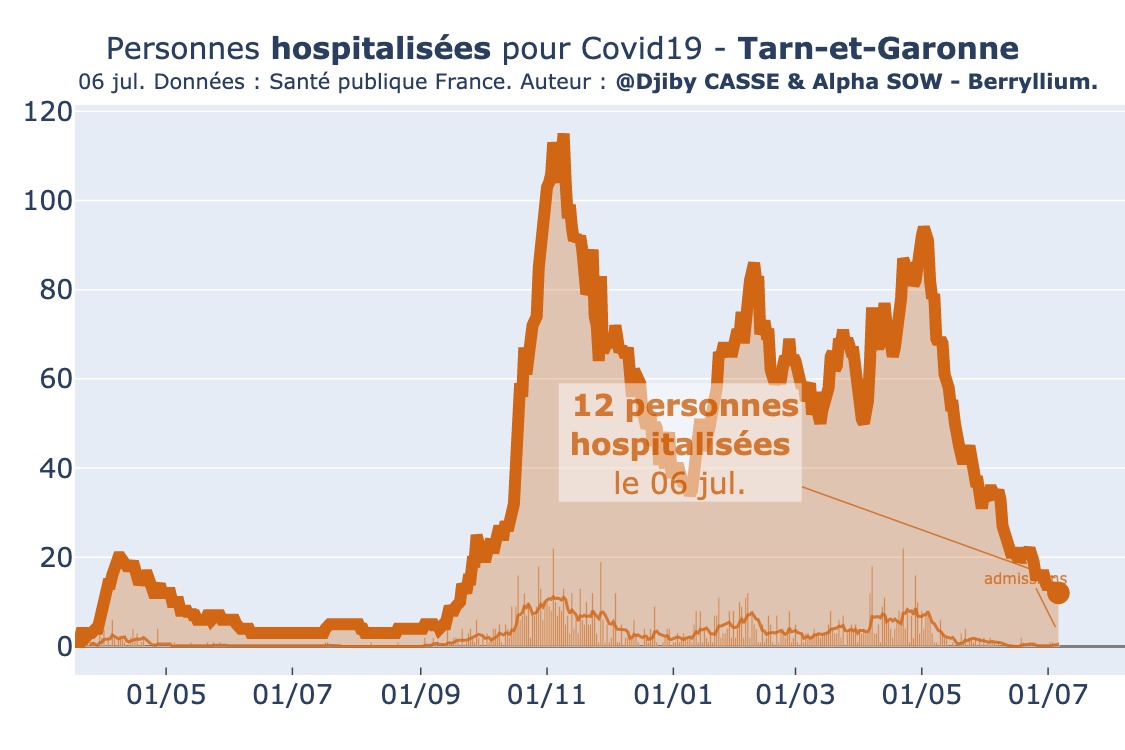 Personnes hospitalisées pour Covid19 - Tarn-et-Garonne
06 jul. Données : Santé publique France. Auteur : @Djiby CASSE & Alpha SOW - Berryllium.
120
100
80
60
40
20
0
12 personnes
hospitalisées
le 06 jul.
admissions
01/05 01/07 01/09 01/11 01/01 01/03 01/05 01/07